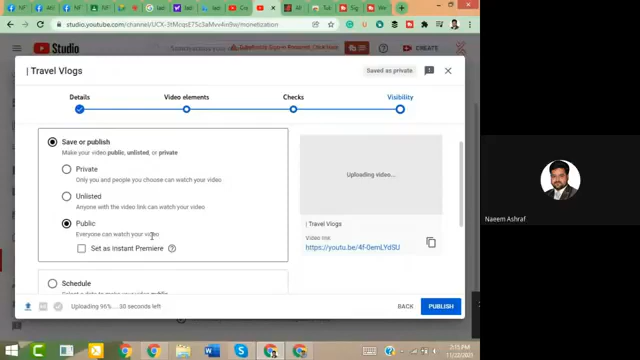 studio.youtube.com/channel/UCX-ItMcqsE75c3aMvx9w/monetization
Studio
CREATE
| Travel Vlogs
Saved as private
Details
Video elements
Checks
Visibility
Save or publish
Make your video public, unlisted, or private
Private
Only you and people you choose can watch your video
Unlisted
Anyone with the video link can watch your video
Public
Everyone can watch your video
Set as instant Premiere
Schedule
Uploading video...
| Travel Vlogs
Video link
https://youtu.be/4f-0emLYdSU
Uploading 96% ... 30 seconds left
BACK
PUBLISH
Naeem Ashraf
2:15 PM
11/22/2021